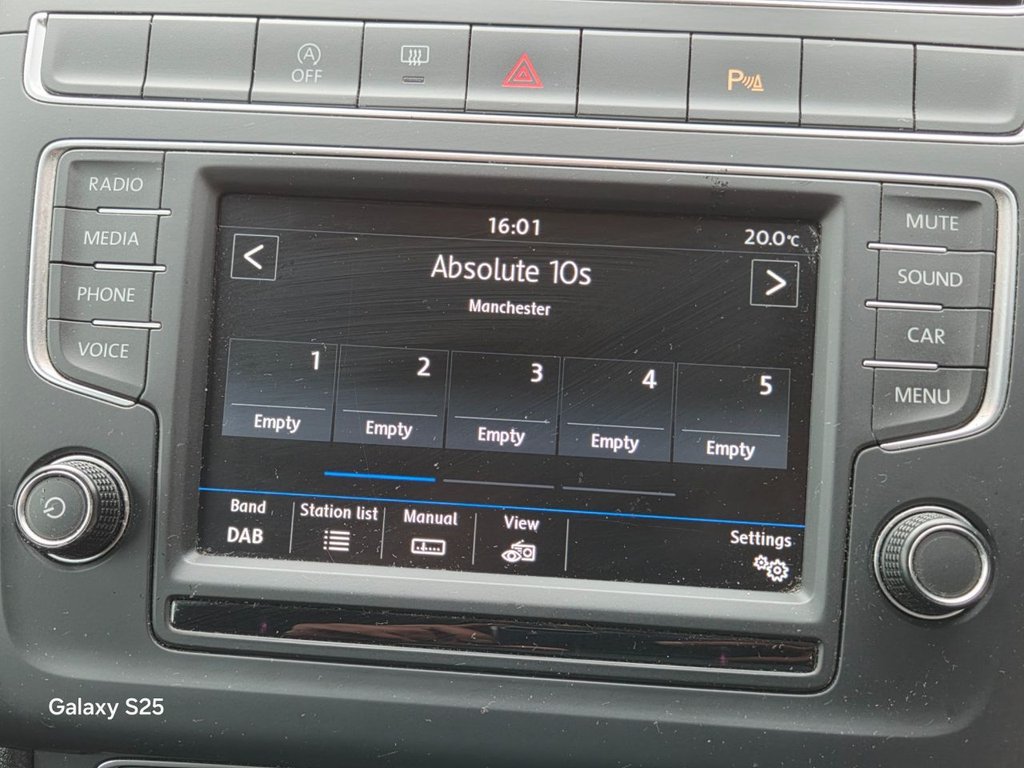 A
OFF
P
RADIO
MEDIA
PHONE
VOICE
16:01
20.0°C
<
Absolute 10s
>
Manchester
1 2 3 4 5
Empty Empty Empty Empty Empty
Band Station list Manual View Settings
DAB
MUTE
SOUND
CAR
MENU
Galaxy S25